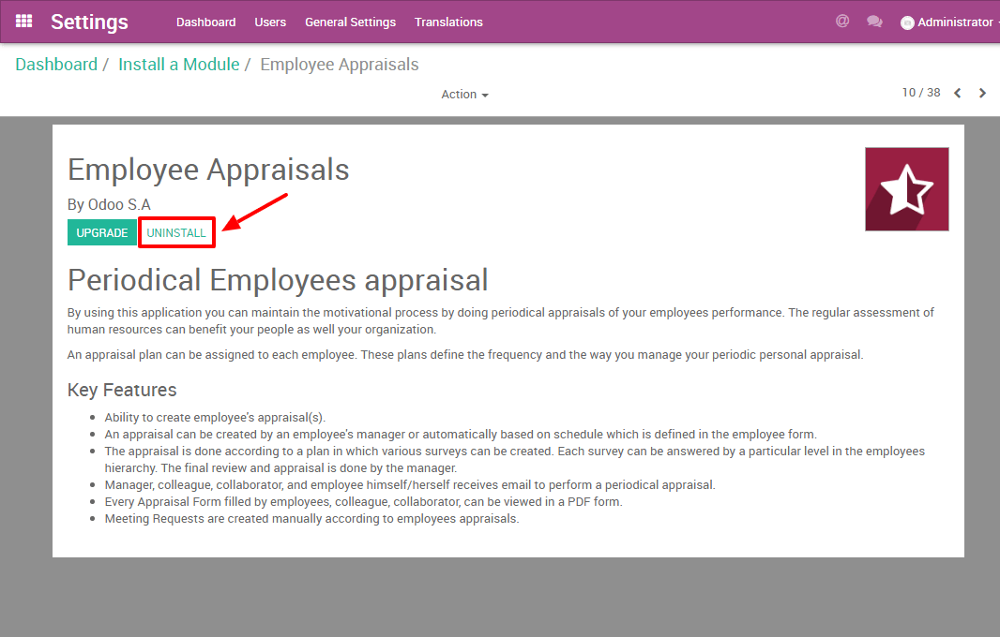 Settings Dashboard Users General Settings Translations @ Administrator
Dashboard / Install a Module / Employee Appraisals
Action 10 / 38
Employee Appraisals
By Odoo S.A
UPGRADE UNINSTALL
Periodical Employees appraisal
By using this application you can maintain the motivational process by doing periodical appraisals of your employees performance. The regular assessment of
human resources can benefit your people as well your organization.
An appraisal plan can be assigned to each employee. These plans define the frequency and the way you manage your periodic personal appraisal.
Key Features
Ability to create employee's appraisal(s).
An appraisal can be created by an employee's manager or automatically based on schedule which is defined in the employee form.
The appraisal is done according to a plan in which various surveys can be created. Each survey can be answered by a particular level in the employees
hierarchy. The final review and appraisal is done by the manager.
Manager, colleague, collaborator, and employee himself/herself receives email to perform a periodical appraisal.
Every Appraisal Form filled by employees, colleague, collaborator, can be viewed in a PDF form.
Meeting Requests are created manually according to employees appraisals.